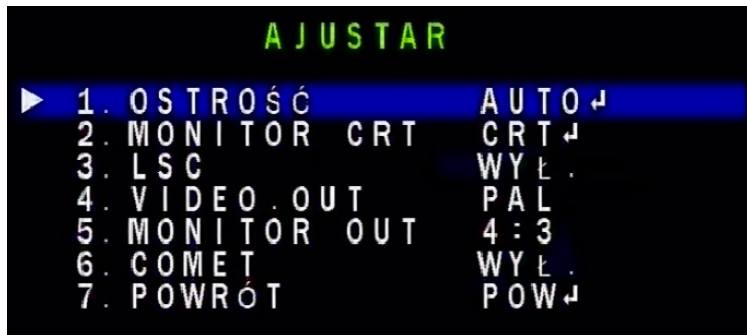 AJUSTAR
1. OSTROŚĆ AUTO↵
2. MONITOR CRT CRT↵
3. LSC WYŁ.
4. VIDEO.OUT PAL
5. MONITOR OUT 4:3
6. COMET WYŁ.
7. POWRÓT POW↵